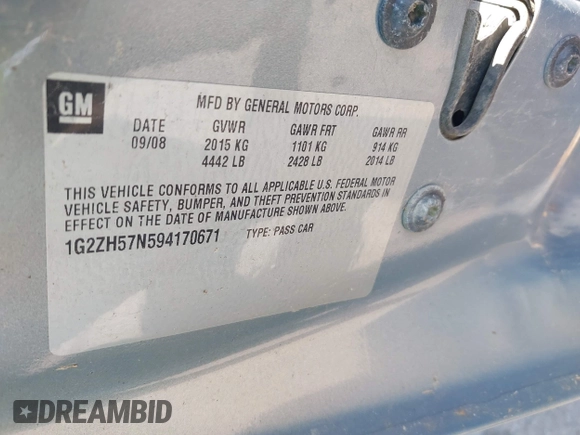 GM
MFD BY GENERAL MOTORS CORP.
DATE GVWR GAWR FRT GAWR RR
09/08 2015 KG 1101 KG 914 KG
4442 LB 2428 LB 2014 LB
THIS VEHICLE CONFORMS TO ALL APPLICABLE U.S. FEDERAL MOTOR
VEHICLE SAFETY, BUMPER, AND THEFT PREVENTION STANDARDS IN
EFFECT ON THE DATE OF MANUFACTURE SHOWN ABOVE.
1G2ZH57N594170671 TYPE: PASS CAR
DREAMBID